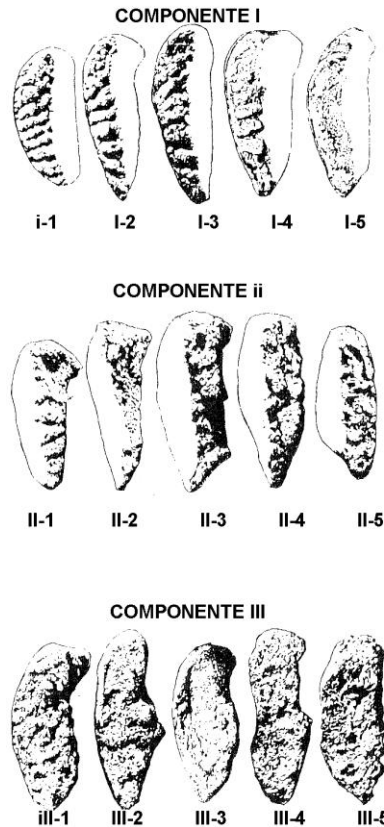 COMPONENTE I
i-1 I-2 I-3 I-4 I-5
COMPONENTE ii
II-1 II-2 II-3 II-4 II-5
COMPONENTE III
iII-1 III-2 III-3 III-4 III-5